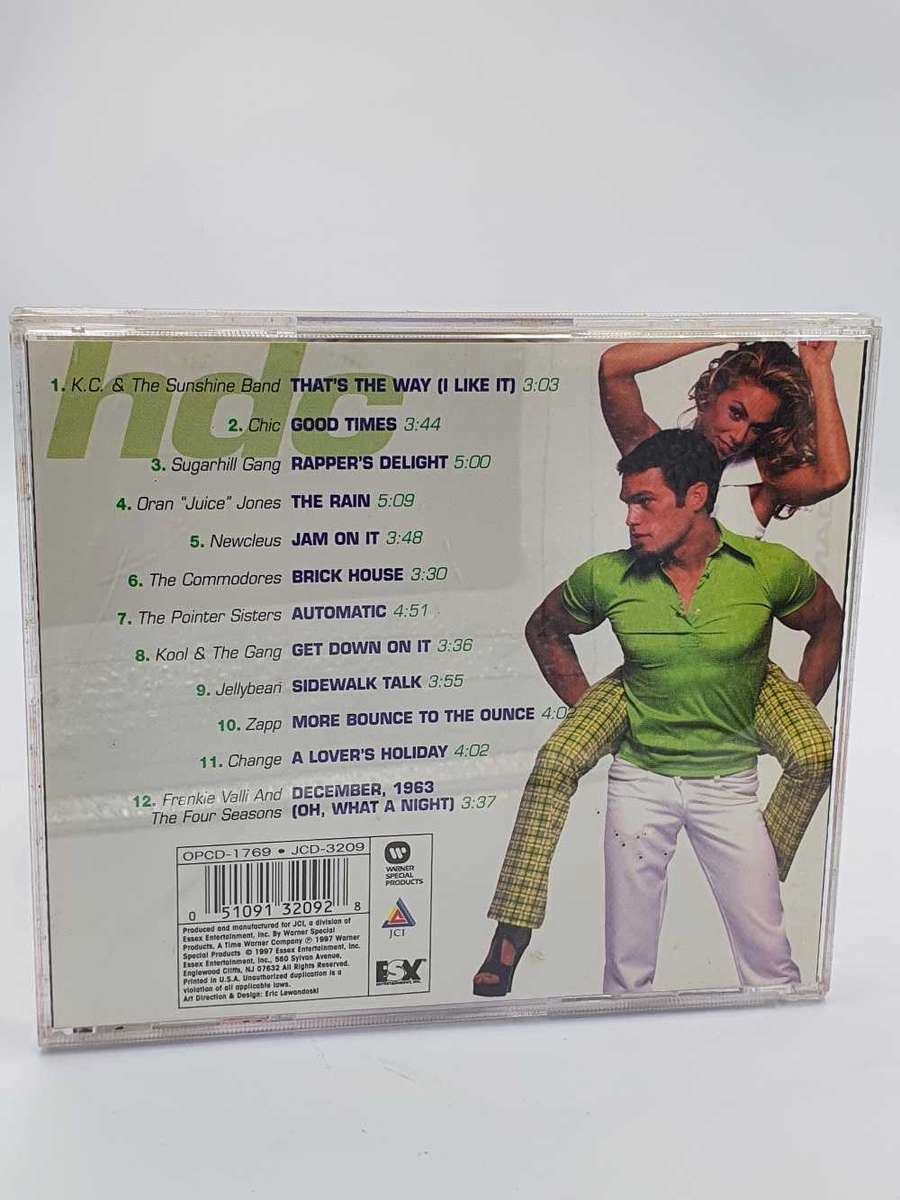 hdc
1. K.C. & The Sunshine Band THAT'S THE WAY (I LIKE IT) 3:03
2. Chic GOOD TIMES 3:44
3. Sugarhill Gang RAPPER'S DELIGHT 5:00
4. Oran "Juice" Jones THE RAIN 5:09
5. Newcleus JAM ON IT 3:48
6. The Commodores BRICK HOUSE 3:30
7. The Pointer Sisters AUTOMATIC 4:51
8. Kool & The Gang GET DOWN ON IT 3:36
9. Jellybean SIDEWALK TALK 3:55
10. Zapp MORE BOUNCE TO THE OUNCE 4:02
11. Change A LOVER'S HOLIDAY 4:02
12. Frankie Valli And DECEMBER, 1963
The Four Seasons (OH, WHAT A NIGHT) 3:37
OPCD-1769 • JCD-3209
0 51091 32092 8
Produced and manufactured for JCI, a division of
Essex Entertainment, Inc. By Warner Special
Products, A Time Warner Company ℗ 1997 Warner
Special Products © 1997 Essex Entertainment, Inc.
Essex Entertainment, Inc., 560 Sylvan Avenue,
Englewood Cliffs, NJ 07632 All Rights Reserved.
Printed in U.S.A. Unauthorized duplication is a
violation of all applicable laws.
Art Direction & Design: Eric Lewandoski
WARNER
SPECIAL
PRODUCTS
JCI
ESX
ENTERTAINMENT, INC.